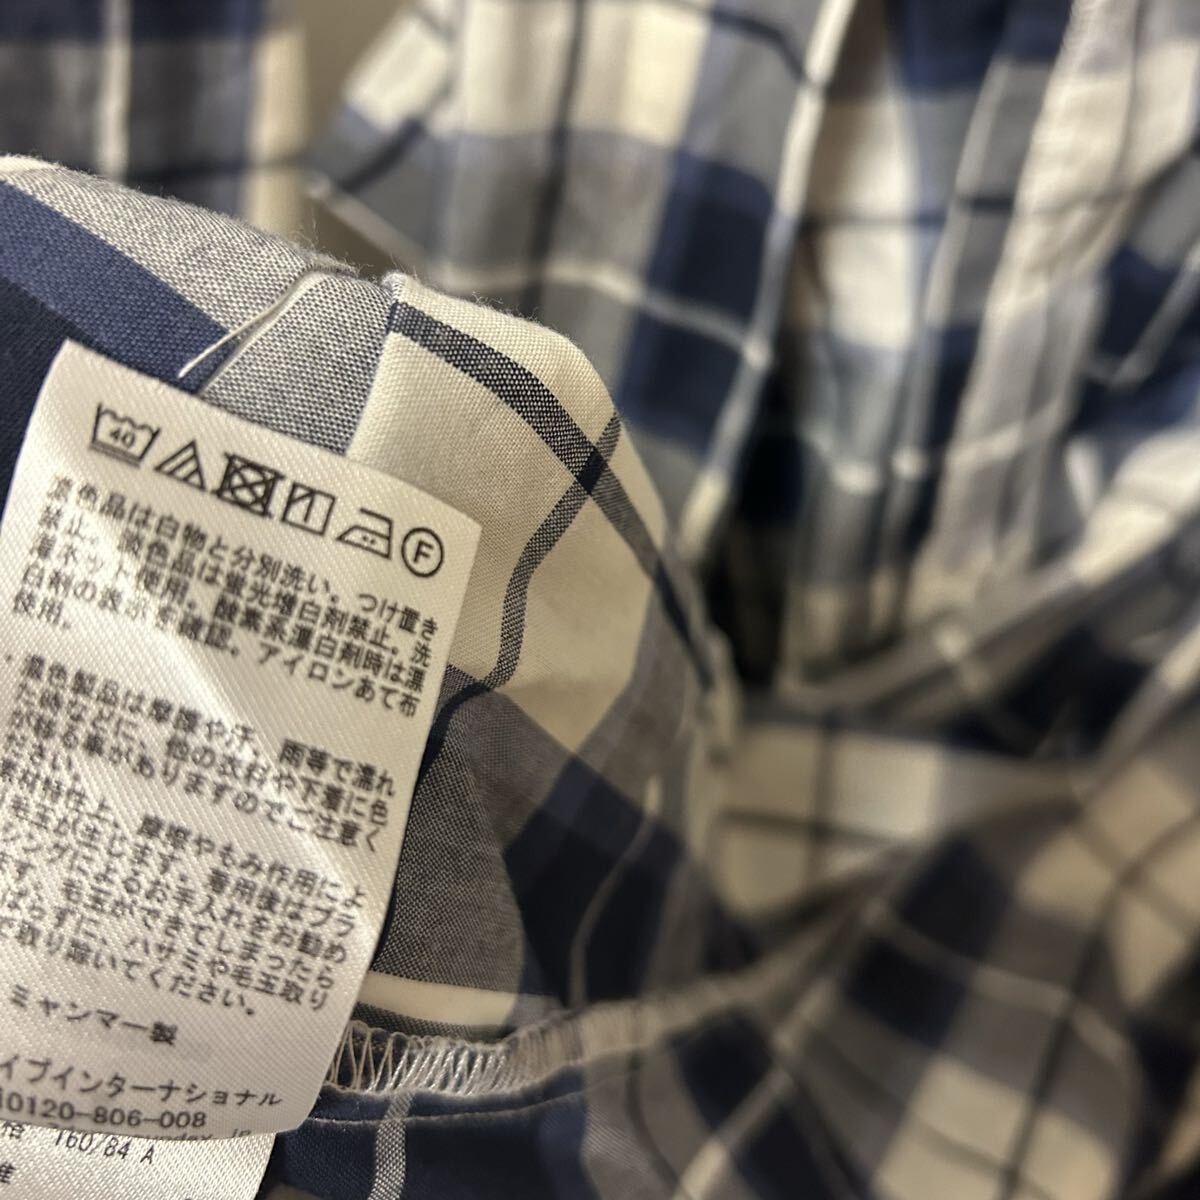 40
F
濃色品は白物と分別洗い。つけ置き
禁止。淡色品は蛍光増白剤禁止。洗
濯ネット使用。酸素系漂白剤時は漂
白剤の表示を確認。アイロンあて布
使用。
・濃色製品は摩擦や汗、雨等で濡れ
た時などに、他の衣料や下着に色
が移る事がありますのでご注意く
ださい。
素材特性上、摩擦やもみ作用によ
毛玉が生じます。着用後はブラ
シングによるお手入れをお勧め
す。毛玉ができてしまったら
ばらずに、ハサミや毛玉取り
で取り除いてください。
ミャンマー製
イブインターナショナル
0120-806-008
160/84 A